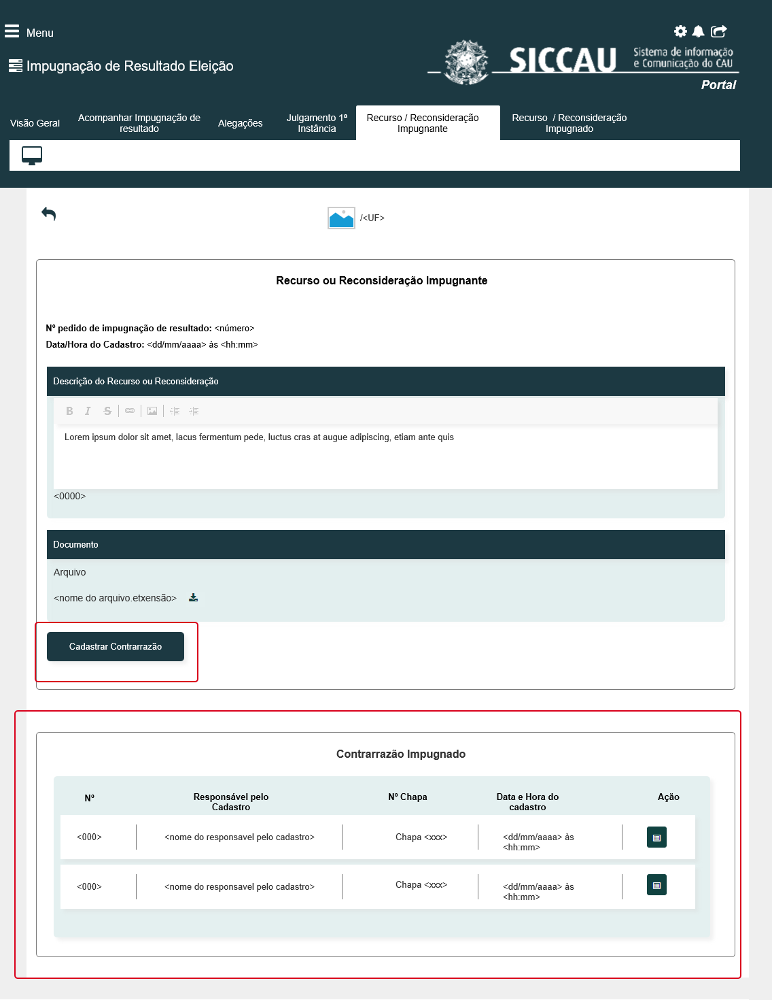 Menu
Impugnação de Resultado Eleição
SICCAU
Sistema de informação
e Comunicação do CAU
Portal
Visão Geral
Acompanhar Impugnação de
resultado
Alegações
Julgamento 1ª
Instância
Recurso / Reconsideração
Impugnante
Recurso / Reconsideração
Impugnado
/<UF>
Recurso ou Reconsideração Impugnante
Nº pedido de impugnação de resultado: <número>
Data/Hora do Cadastro: <dd/mm/aaaa> às <hh:mm>
Descrição do Recurso ou Reconsideração
B I S
Lorem ipsum dolor sit amet, lacus fermentum pede, luctus cras at augue adipiscing, etiam ante quis
<0000>
Documento
Arquivo
<nome do arquivo.etxensão>
Cadastrar Contrarrazão
Contrarrazão Impugnado
Nº
Responsável pelo
Cadastro
Nº Chapa
Data e Hora do
cadastro
Ação
<000>
<nome do responsavel pelo cadastro>
Chapa <xxx>
<dd/mm/aaaa> às
<hh:mm>
<000>
<nome do responsavel pelo cadastro>
Chapa <xxx>
<dd/mm/aaaa> às
<hh:mm>